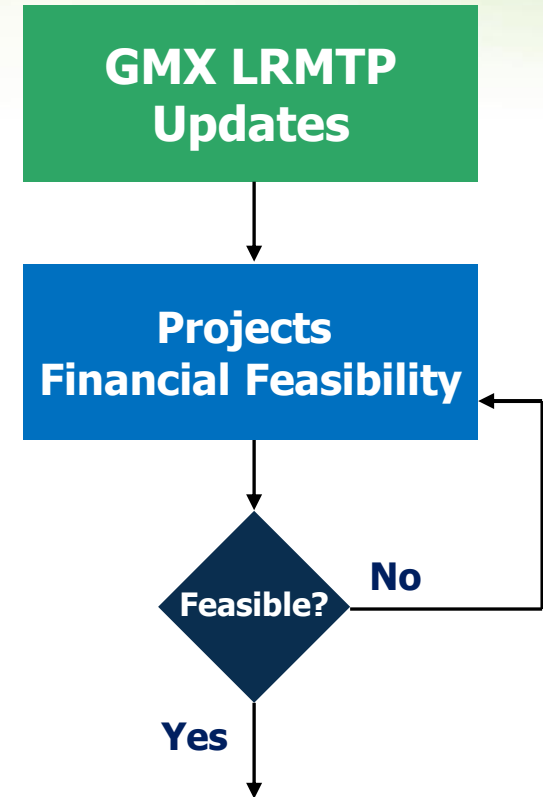 GMX LRMTP
Updates
Projects
Financial Feasibility
Feasible?
No
Yes